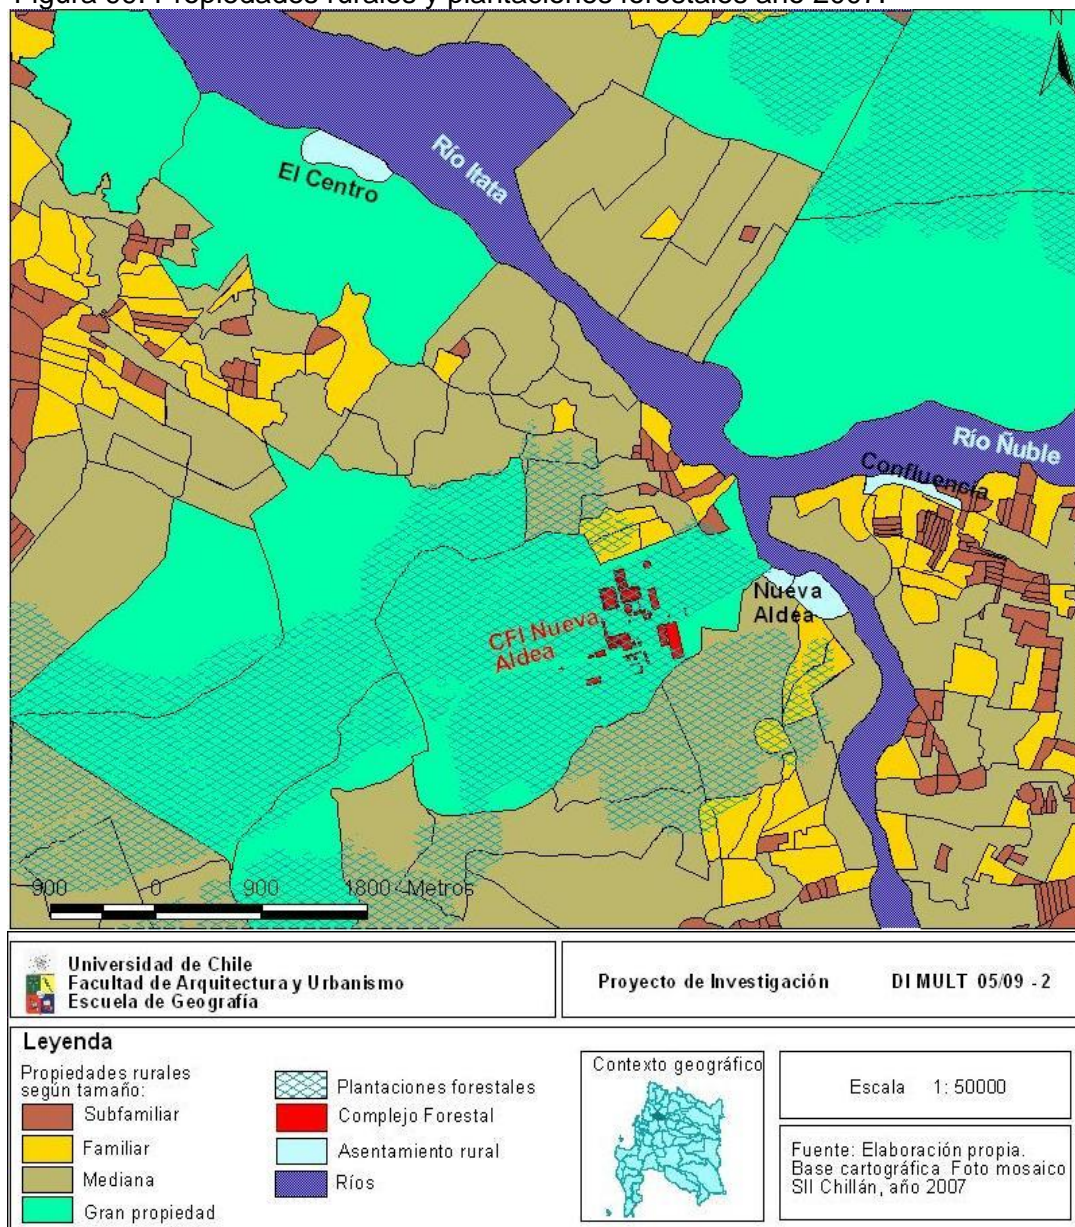 Propiedades rurales y plantaciones forestales año 2007.
N
Río Itata
El Centro
Río Ñuble
Confluencia
Nueva
Aldea
CFI Nueva
Aldea
900 0 900 1800 Metros
Universidad de Chile
Facultad de Arquitectura y Urbanismo
Escuela de Geografía
Proyecto de Investigación DI MULT 05/09 - 2
Leyenda
Propiedades rurales
según tamaño:
Subfamiliar
Familiar
Mediana
Gran propiedad
Plantaciones forestales
Complejo Forestal
Asentamiento rural
Ríos
Contexto geográfico
Escala 1: 50000
Fuente: Elaboración propia.
Base cartográfica Foto mosaico
SII Chillán, año 2007